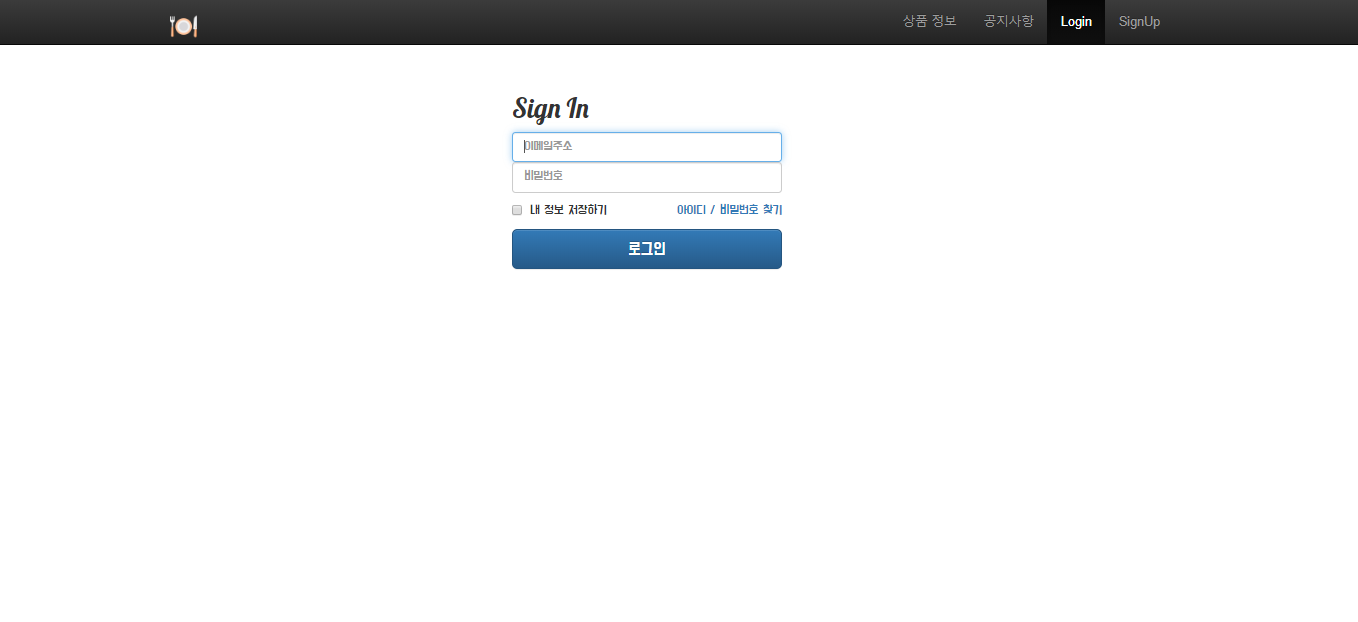 상품 정보 공지사항 Login SignUp
Sign In
이메일주소
비밀번호
내 정보 저장하기 아이디 / 비밀번호 찾기
로그인